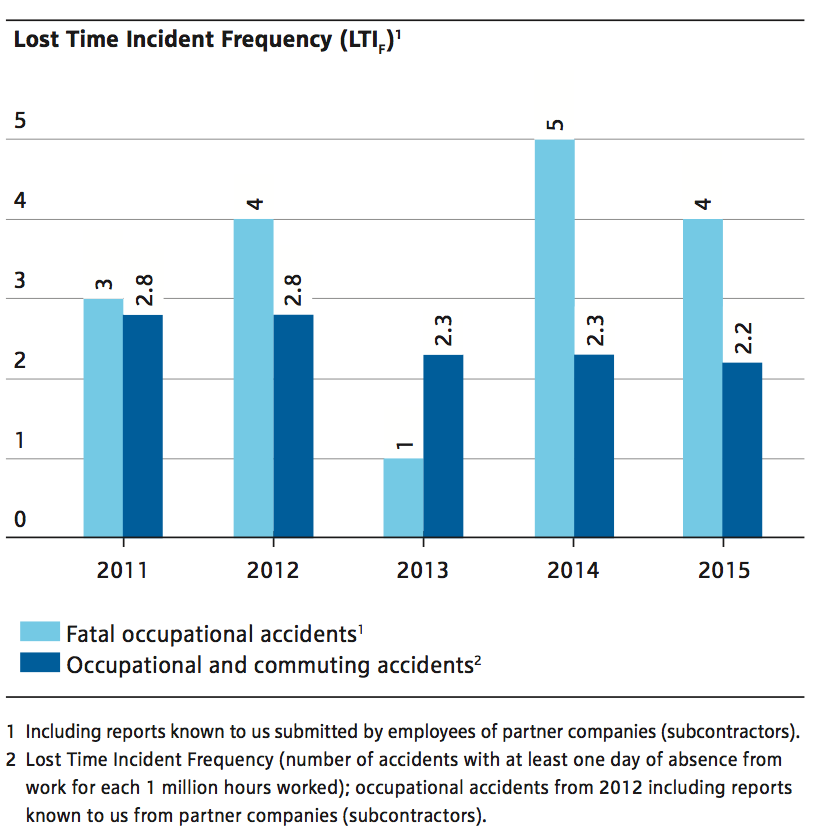 Lost Time Incident Frequency (LTIF)1
5
4
3
2
1
0
3
2.8
4
2.8
1
2.3
5
2.3
4
2.2
2011 2012 2013 2014 2015
Fatal occupational accidents1
Occupational and commuting accidents2
1 Including reports known to us submitted by employees of partner companies (subcontractors).
2 Lost Time Incident Frequency (number of accidents with at least one day of absence from
work for each 1 million hours worked); occupational accidents from 2012 including reports
known to us from partner companies (subcontractors).